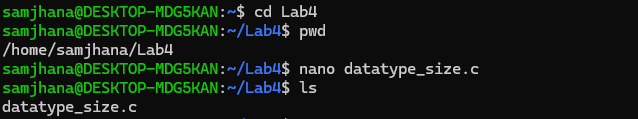 samjhana@DESKTOP-MDG5KAN:~$ cd Lab4
samjhana@DESKTOP-MDG5KAN:~/Lab4$ pwd
/home/samjhana/Lab4
samjhana@DESKTOP-MDG5KAN:~/Lab4$ nano datatype_size.c
samjhana@DESKTOP-MDG5KAN:~/Lab4$ ls
datatype_size.c